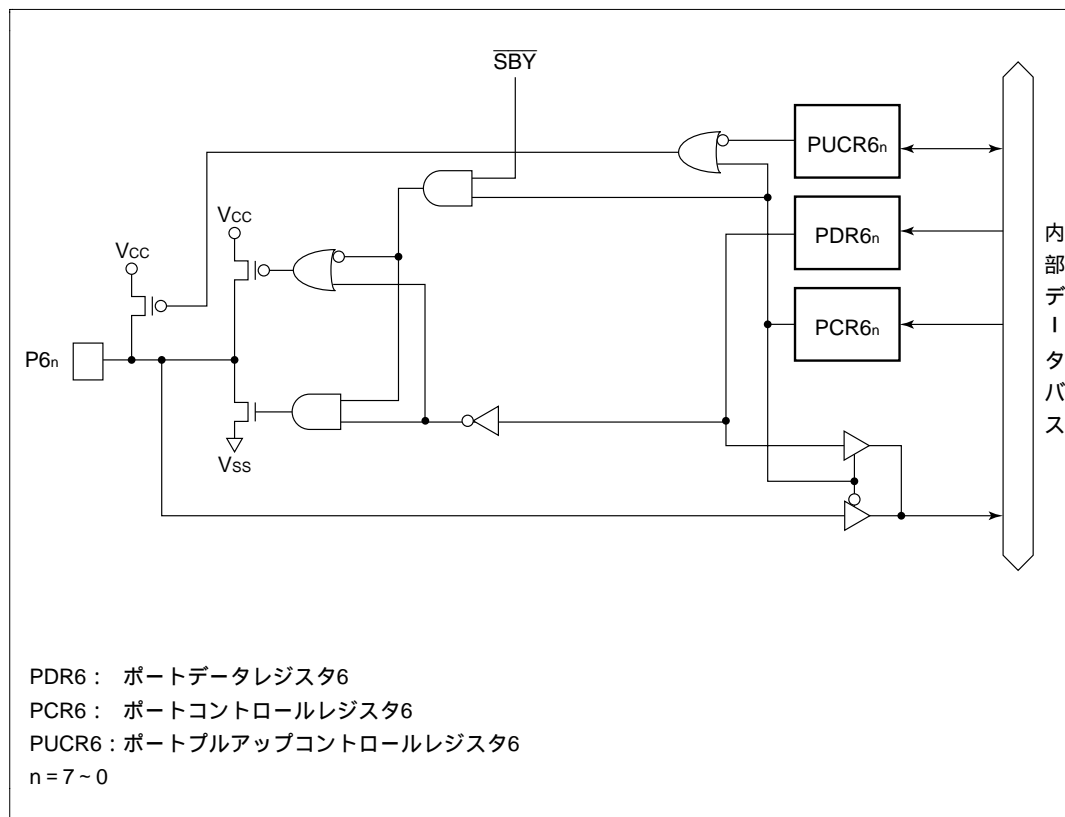 SBY
PUCR6n
PDR6n
PCR6n
VCC
VCC
P6n
VSS
内部データバス
PDR6： ポートデータレジスタ6
PCR6： ポートコントロールレジスタ6
PUCR6：ポートプルアップコントロールレジスタ6
n = 7 ~ 0